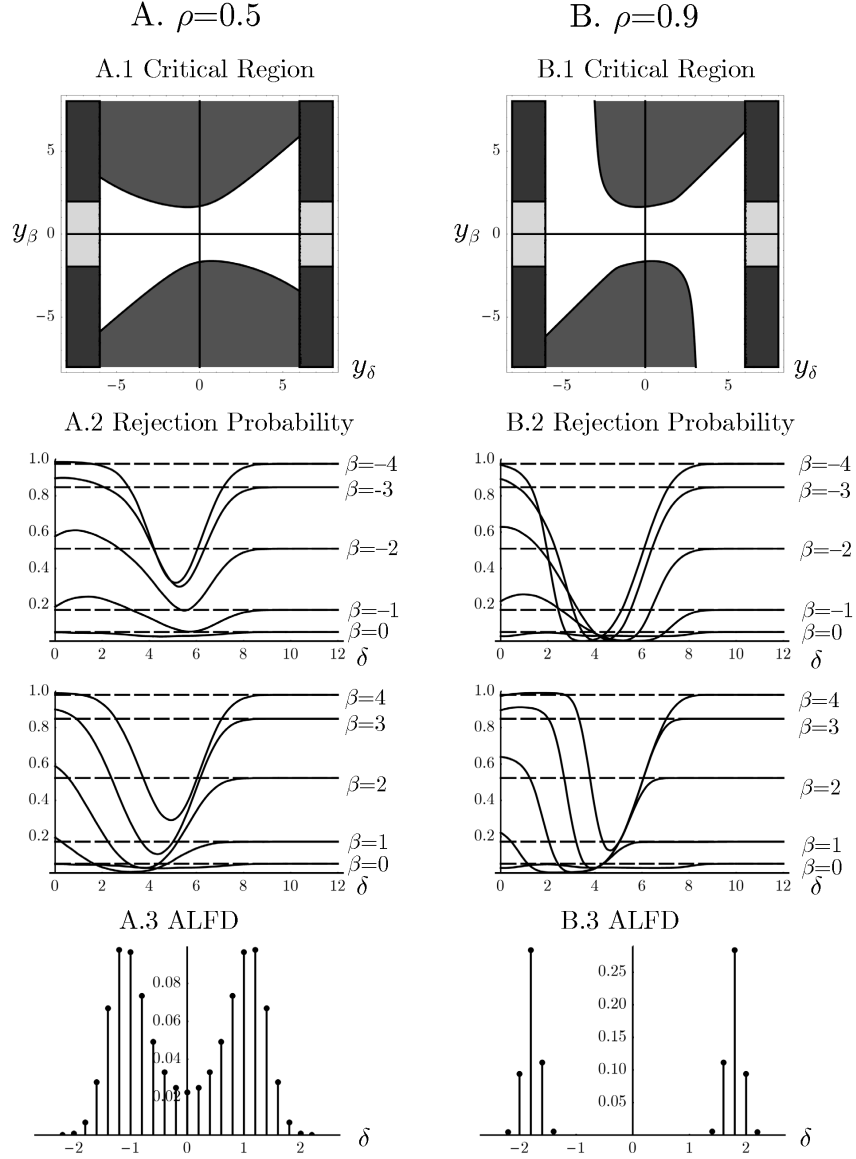 A. ρ=0.5
B. ρ=0.9
A.1 Critical Region
B.1 Critical Region
5
0
−5
yβ
−5 0 5
yδ
5
0
−5
yβ
−5 0 5
yδ
A.2 Rejection Probability
B.2 Rejection Probability
1.0
0.8
0.6
0.4
0.2
β=−4
β=-3
β=−2
β=−1
β=0
0 2 4 6 8 10 12
δ
1.0
0.8
0.6
0.4
0.2
β=−4
β=−3
β=−2
β=−1
β=0
0 2 4 6 8 10 12
δ
1.0
0.8
0.6
0.4
0.2
β=4
β=3
β=2
β=1
β=0
0 2 4 6 8 10 12
δ
1.0
0.8
0.6
0.4
0.2
β=4
β=3
β=2
β=1
β=0
0 2 4 6 8 10 12
δ
A.3 ALFD
B.3 ALFD
0.08
0.06
0.04
0.02
−2 −1 0 1 2
δ
0.25
0.20
0.15
0.10
0.05
−2 −1 0 1 2
δ